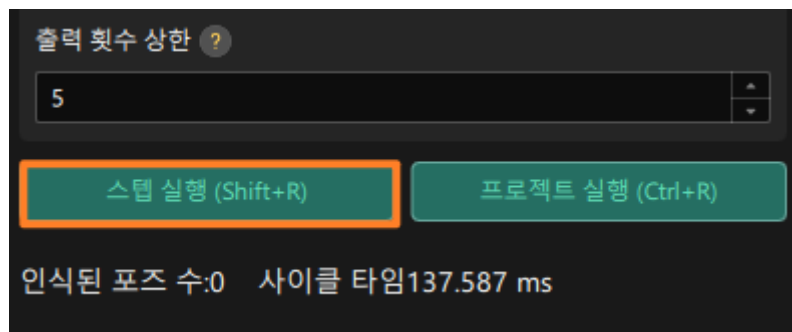 출력 횟수 상한 ?
5
스텝 실행 (Shift+R) 프로젝트 실행 (Ctrl+R)
인식된 포즈 수:0 사이클 타임137.587 ms